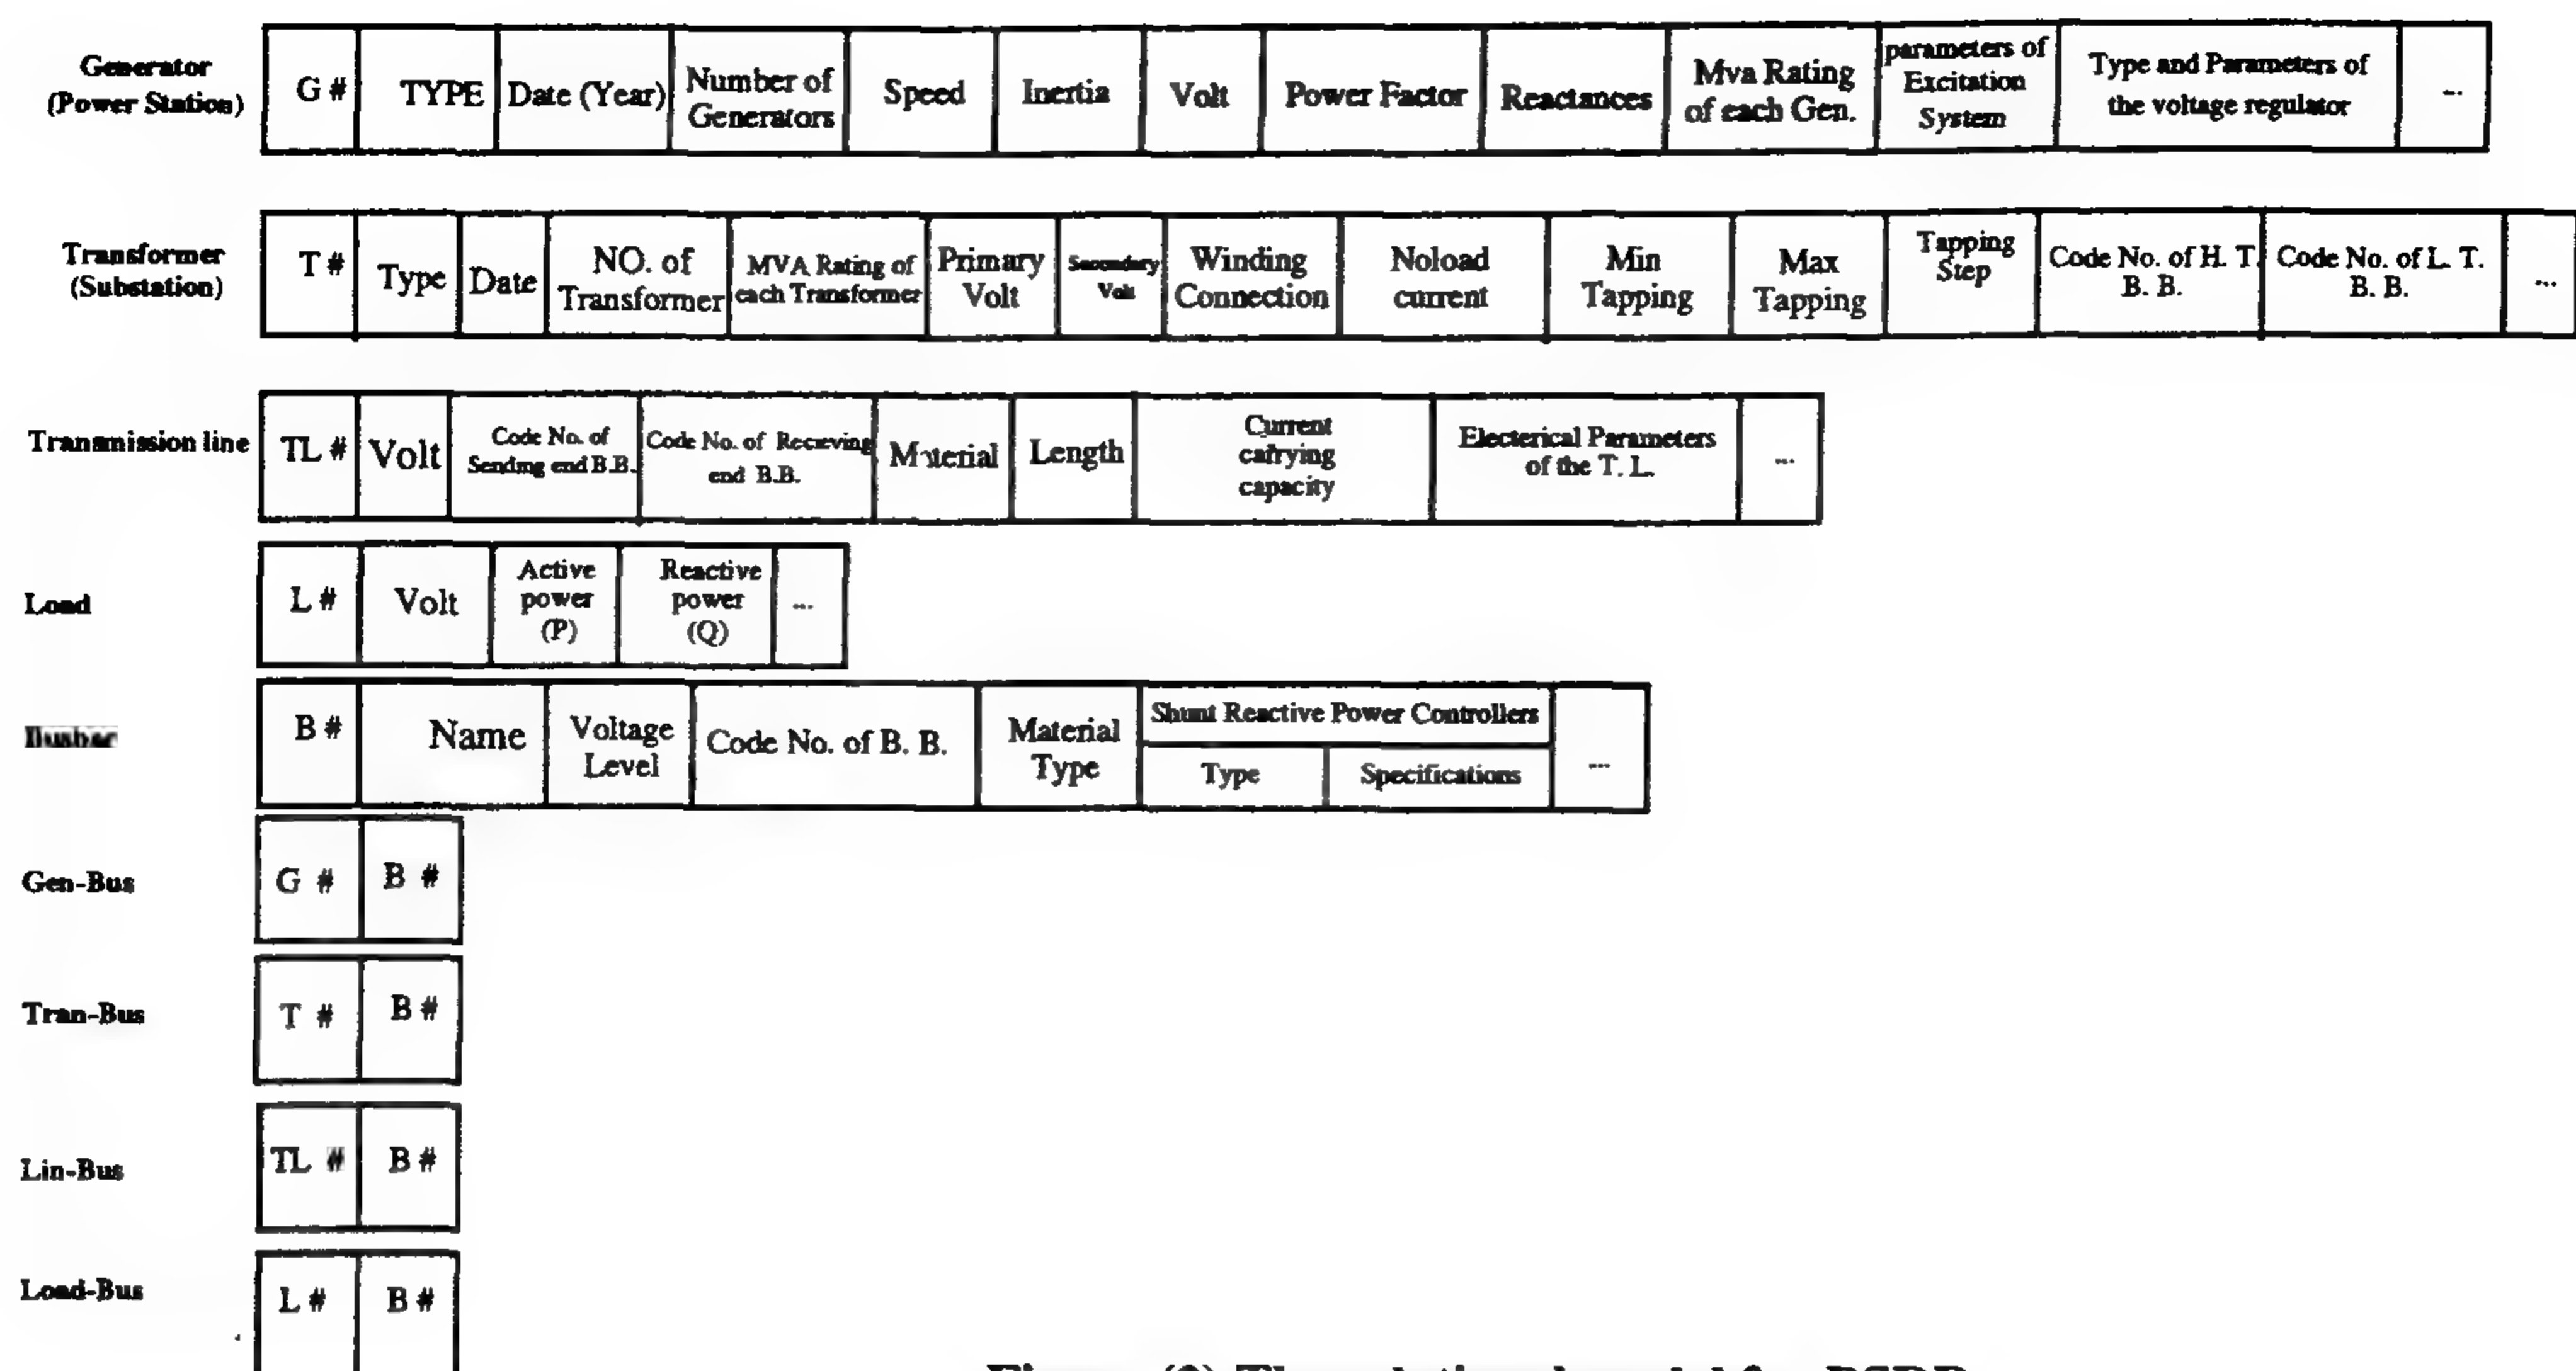 Generator
(Power Station)
G #
TYPE
Date (Year)
Number of
Generators
Speed
Inertia
Volt
Power Factor
Reactances
Mva Rating
of each Gen.
parameters of
Excitation
System
Type and Parameters of
the voltage regulator
...
Transformer
(Substation)
T #
Type
Date
NO. of
Transformer
MVA Rating of
each Transformer
Primary
Volt
Secondary
Volt
Winding
Connection
Noload
current
Min
Tapping
Max
Tapping
Tapping
Step
Code No. of H. T.
B. B.
Code No. of L. T.
B. B.
...
Transmission line
TL #
Volt
Code No. of
Sending end B.B.
Code No. of Recieving
end B.B.
Material
Length
Current
carrying
capacity
Electerical Parameters
of the T. L.
...
Load
L #
Volt
Active
power
(P)
Reactive
power
(Q)
...
Busbar
B #
Name
Voltage
Level
Code No. of B. B.
Material
Type
Shunt Reactive Power Controllers
Type
Specifications
...
Gen-Bus
G #
B #
Tran-Bus
T #
B #
Lin-Bus
TL #
B #
Load-Bus
L #
B #